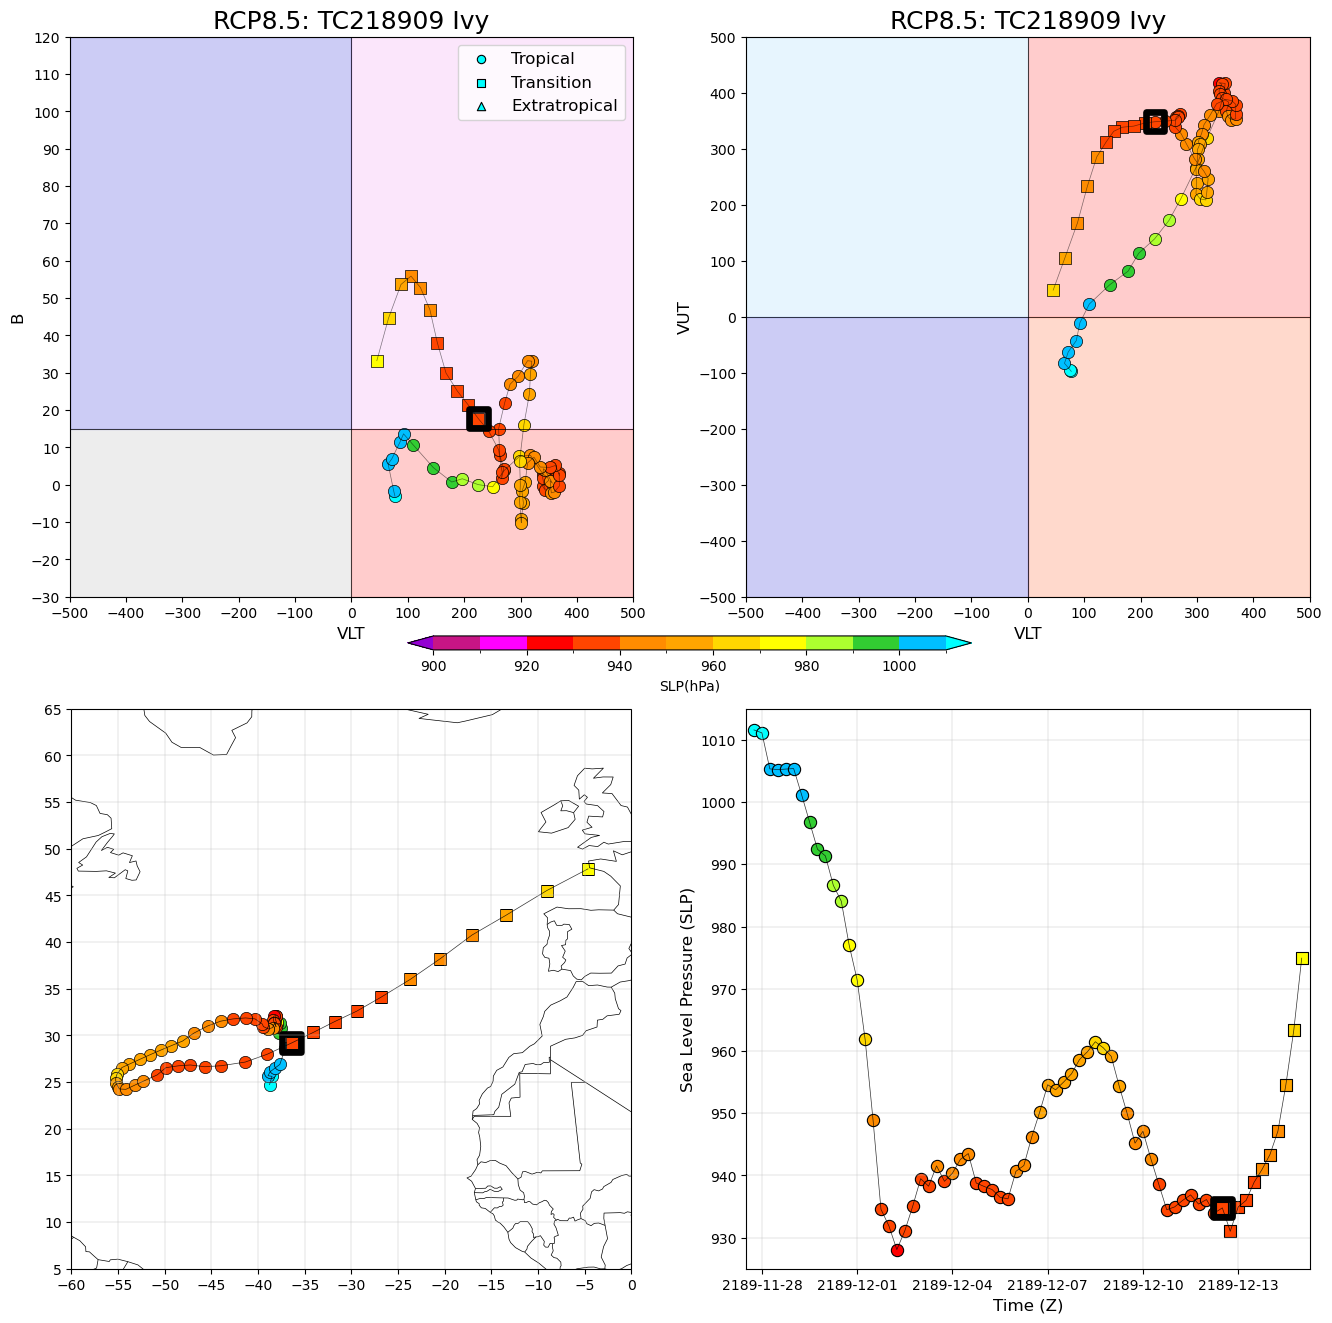 RCP8.5: TC218909 Ivy
120
110
100
90
80
70
60
50
40
30
20
10
0
−10
−20
−30
B
Tropical
Transition
Extratropical
−500 −400 −300 −200 −100 0 100 200 300 400 500
VLT
RCP8.5: TC218909 Ivy
500
400
300
200
100
0
−100
−200
−300
−400
−500
VUT
−500 −400 −300 −200 −100 0 100 200 300 400 500
VLT
900 920 940 960 980 1000
SLP(hPa)
65
60
55
50
45
40
35
30
25
20
15
10
5
−60 −55 −50 −45 −40 −35 −30 −25 −20 −15 −10 −5 0
1010
1000
990
980
970
960
950
940
930
Sea Level Pressure (SLP)
2189-11-28 2189-12-01 2189-12-04 2189-12-07 2189-12-10 2189-12-13
Time (Z)